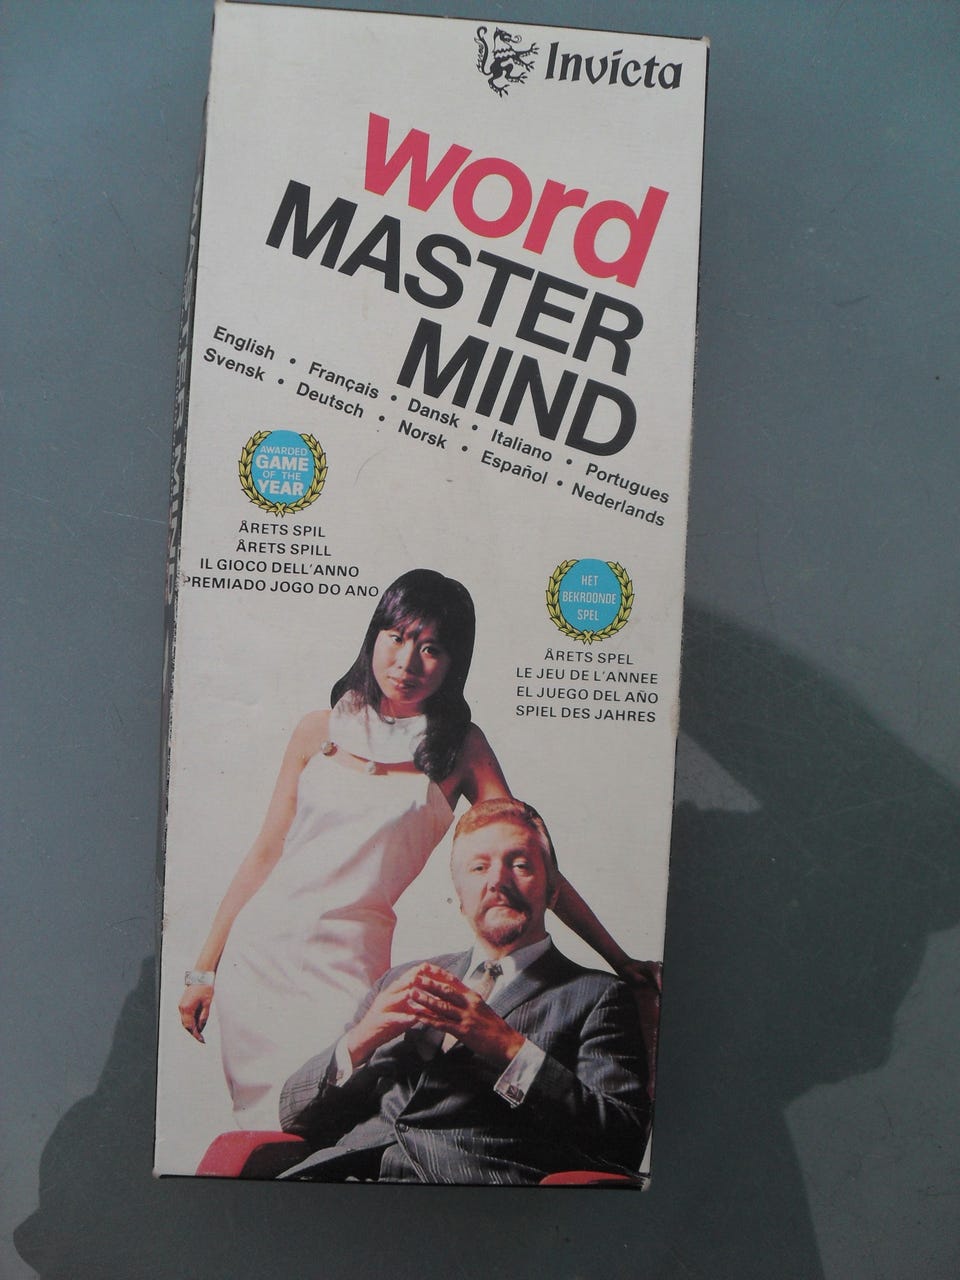 Invicta
word
MASTER
MIND
English • Français • Dansk • Italiano • Portugues
Svensk • Deutsch • Norsk • Español • Nederlands
AWARDED
GAME
OF THE
YEAR
ÅRETS SPIL
ÅRETS SPILL
IL GIOCO DELL'ANNO
PREMIADO JOGO DO ANO
HET
BEKROONDE
SPEL
ÅRETS SPEL
LE JEU DE L'ANNEE
EL JUEGO DEL AÑO
SPIEL DES JAHRES
MASTER MIND